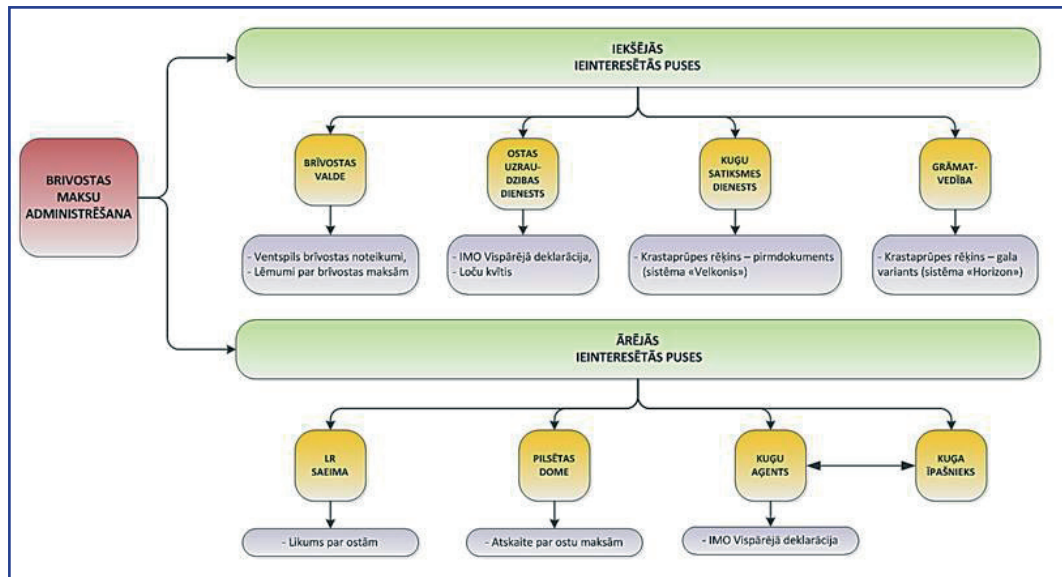 IEKŠĒJĀS
IEINTERESĒTĀS PUSES
BRĪVOSTAS
VALDE
OSTAS
UZRAU-
DZIBAS
DIENESTS
KUĢU
SATIKSMES
DIENESTS
GRĀMAT-
VEDĪBA
BRIVOSTAS
MAKSU
ADMINISTRĒŠANA
- Ventspils brīvostas noteikumi,
- Lēmumi par brīvostas maksām
- IMO Vispārējā deklarācija,
- Loču kvītis
- Krastaprūpes rēķins – pirmdokuments
(sistēma «Velkonis»)
- Krastaprūpes rēķins – gala
variants (sistēma «Horizon»)
ĀRĒJĀS
IEINTERESĒTĀS PUSES
LR
SAEIMA
PILSĒTAS
DOME
KUĢU
AĢENTS
KUĢA
ĪPAŠNIEKS
- Likums par ostām
- Atskaite par ostu maksām
- IMO Vispārējā deklarācija